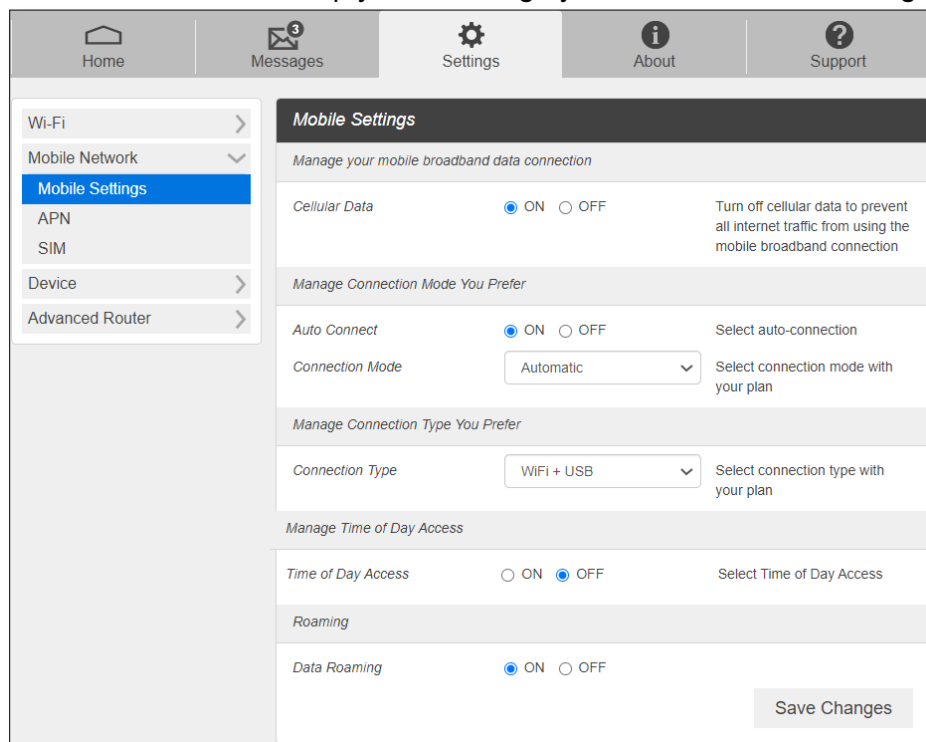 3
Home
Messages
Settings
About
Support
Wi-Fi
Mobile Network
Mobile Settings
APN
SIM
Device
Advanced Router
Mobile Settings
Manage your mobile broadband data connection
Cellular Data
ON OFF
Turn off cellular data to prevent
all internet traffic from using the
mobile broadband connection
Manage Connection Mode You Prefer
Auto Connect
ON OFF
Select auto-connection
Connection Mode
Automatic
Select connection mode with
your plan
Manage Connection Type You Prefer
Connection Type
WiFi + USB
Select connection type with
your plan
Manage Time of Day Access
Time of Day Access
ON OFF
Select Time of Day Access
Roaming
Data Roaming
ON OFF
Save Changes